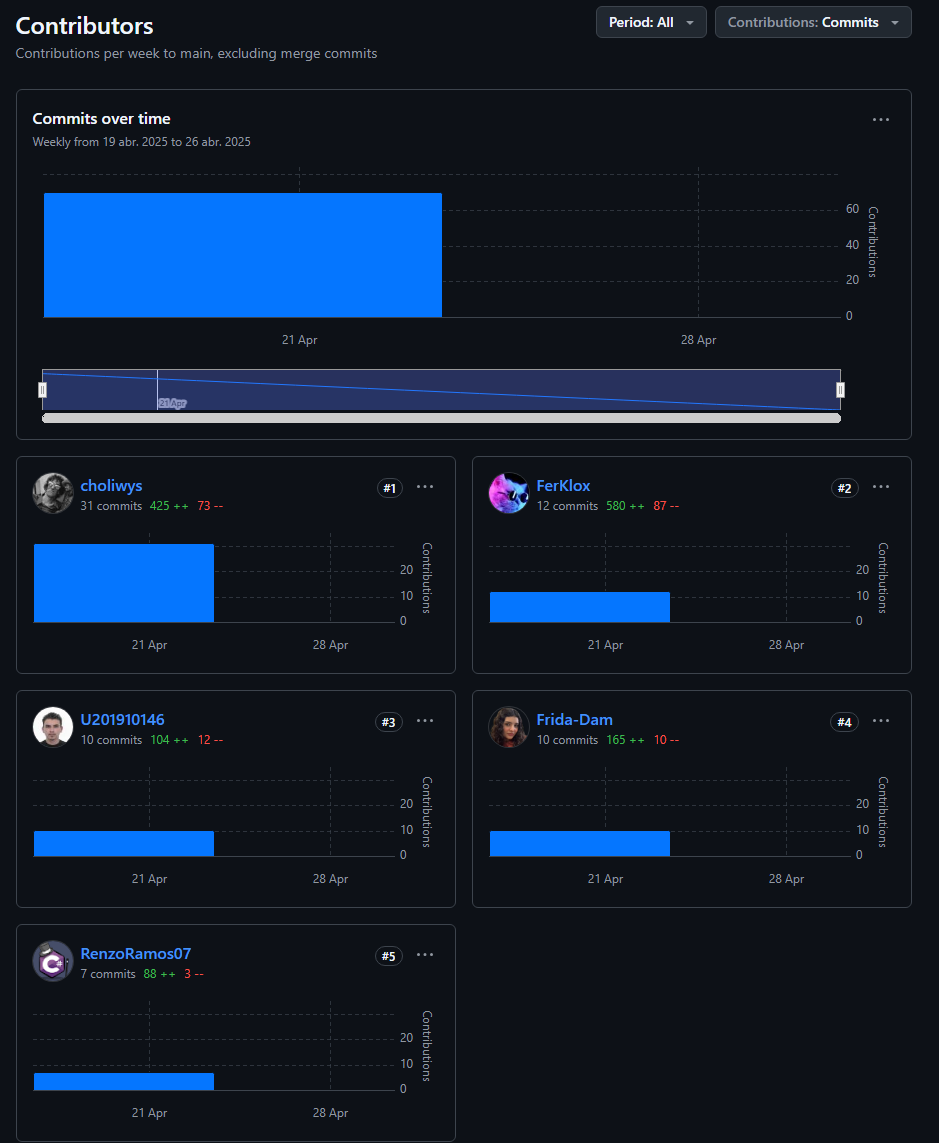 Contributors
Period: All
Contributions: Commits
Contributions per week to main, excluding merge commits
Commits over time
Weekly from 19 abr. 2025 to 26 abr. 2025
60
40
20
0
Contributions
21 Apr
28 Apr
21 Apr
choliwys
#1
31 commits 425 ++ 73 --
20
10
0
Contributions
21 Apr
28 Apr
FerKlox
#2
12 commits 580 ++ 87 --
20
10
0
Contributions
21 Apr
28 Apr
U201910146
#3
10 commits 104 ++ 12 --
20
10
0
Contributions
21 Apr
28 Apr
Frida-Dam
#4
10 commits 165 ++ 10 --
20
10
0
Contributions
21 Apr
28 Apr
C#
RenzoRamos07
#5
7 commits 88 ++ 3 --
20
10
0
Contributions
21 Apr
28 Apr